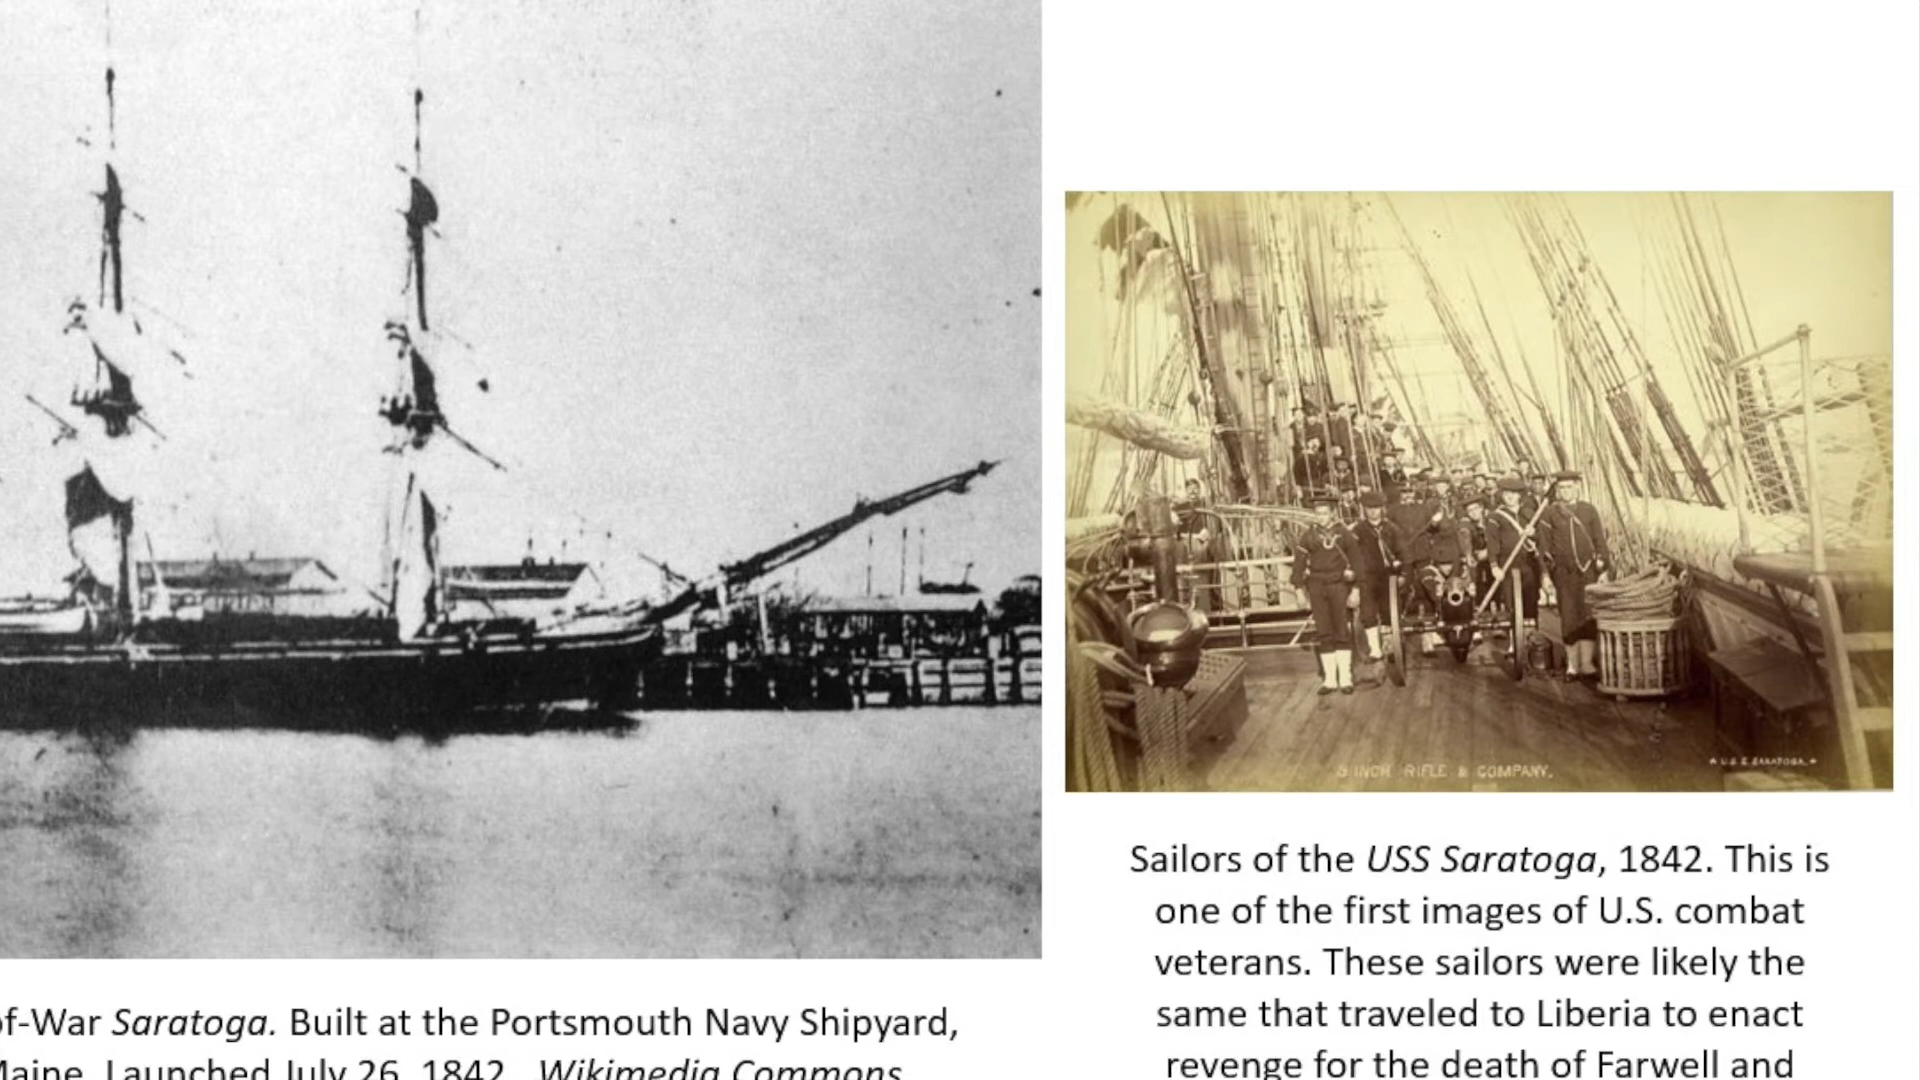 3 INCH RIFLE & COMPANY.
★ U.S.S. SARATOGA. ★
of-War Saratoga. Built at the Portsmouth Navy Shipyard,
Maine. Launched July 26, 1842. Wikimedia Commons
Sailors of the USS Saratoga, 1842. This is
one of the first images of U.S. combat
veterans. These sailors were likely the
same that traveled to Liberia to enact
revenge for the death of Farwell and